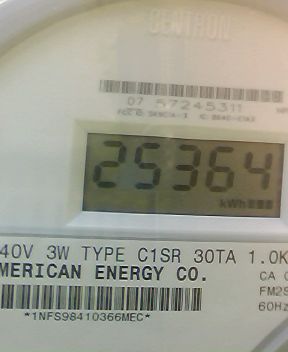 CENTRON
07 57245311
25364
kWh
40V 3W TYPE C1SR 30TA 1.0K
MERICAN ENERGY CO.
CA
FM2S
60Hz
*1NFS98410366MEC*